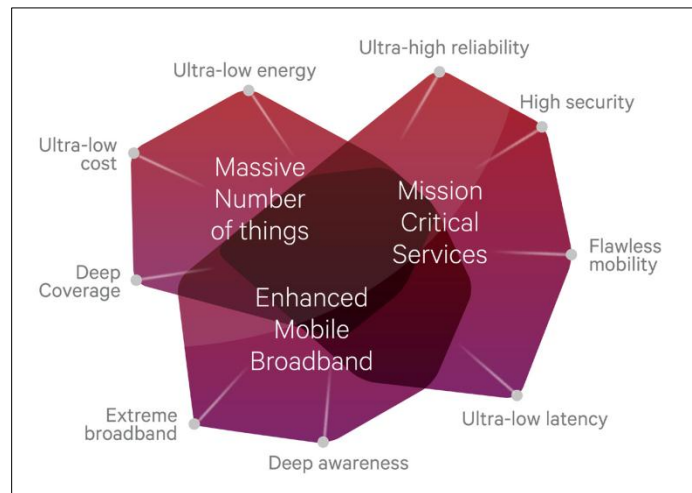 Ultra-high reliability
Ultra-low energy
High security
Ultra-low
cost
Massive
Number
of things
Mission
Critical
Services
Flawless
mobility
Deep
Coverage
Enhanced
Mobile
Broadband
Extreme
broadband
Ultra-low latency
Deep awareness